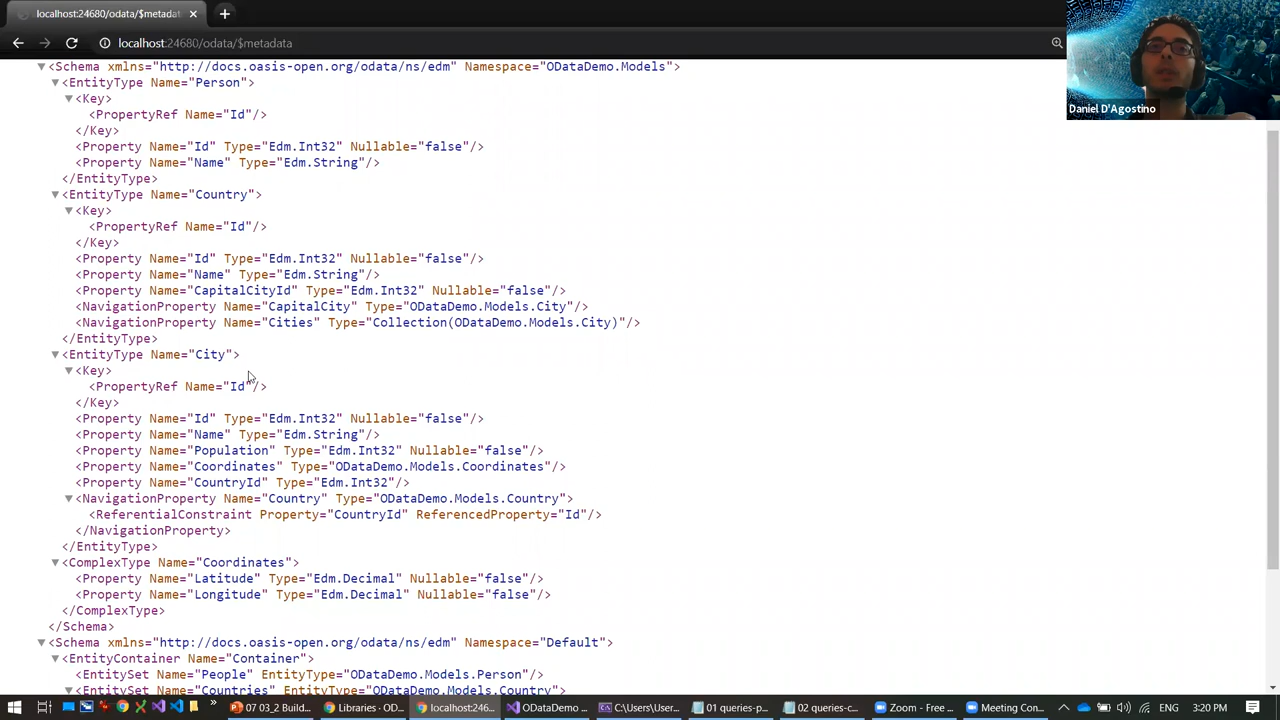 localhost:24680/odata/$metadat
localhost:24680/odata/$metadata
Daniel D'Agostino
<Schema xmlns="http://docs.oasis-open.org/odata/ns/edm" Namespace="ODataDemo.Models">
<EntityType Name="Person">
<Key>
<PropertyRef Name="Id"/>
</Key>
<Property Name="Id" Type="Edm.Int32" Nullable="false"/>
<Property Name="Name" Type="Edm.String"/>
</EntityType>
<EntityType Name="Country">
<Key>
<PropertyRef Name="Id"/>
</Key>
<Property Name="Id" Type="Edm.Int32" Nullable="false"/>
<Property Name="Name" Type="Edm.String"/>
<Property Name="CapitalCityId" Type="Edm.Int32" Nullable="false"/>
<NavigationProperty Name="CapitalCity" Type="ODataDemo.Models.City"/>
<NavigationProperty Name="Cities" Type="Collection(ODataDemo.Models.City)"/>
</EntityType>
<EntityType Name="City">
<Key>
<PropertyRef Name="Id"/>
</Key>
<Property Name="Id" Type="Edm.Int32" Nullable="false"/>
<Property Name="Name" Type="Edm.String"/>
<Property Name="Population" Type="Edm.Int32" Nullable="false"/>
<Property Name="Coordinates" Type="ODataDemo.Models.Coordinates"/>
<Property Name="CountryId" Type="Edm.Int32"/>
<NavigationProperty Name="Country" Type="ODataDemo.Models.Country">
<ReferentialConstraint Property="CountryId" ReferencedProperty="Id"/>
</NavigationProperty>
</EntityType>
<ComplexType Name="Coordinates">
<Property Name="Latitude" Type="Edm.Decimal" Nullable="false"/>
<Property Name="Longitude" Type="Edm.Decimal" Nullable="false"/>
</ComplexType>
</Schema>
<Schema xmlns="http://docs.oasis-open.org/odata/ns/edm" Namespace="Default">
<EntityContainer Name="Container">
<EntitySet Name="People" EntityType="ODataDemo.Models.Person"/>
<EntitySet Name="Countries" EntityType="ODataDemo.Models.Country">
07 03_2 Build... Libraries - OD... localhost:246... ODataDemo ... C:\Users\User... 01 queries-p... 02 queries-c... Zoom - Free ... Meeting Con... ENG 3:20 PM